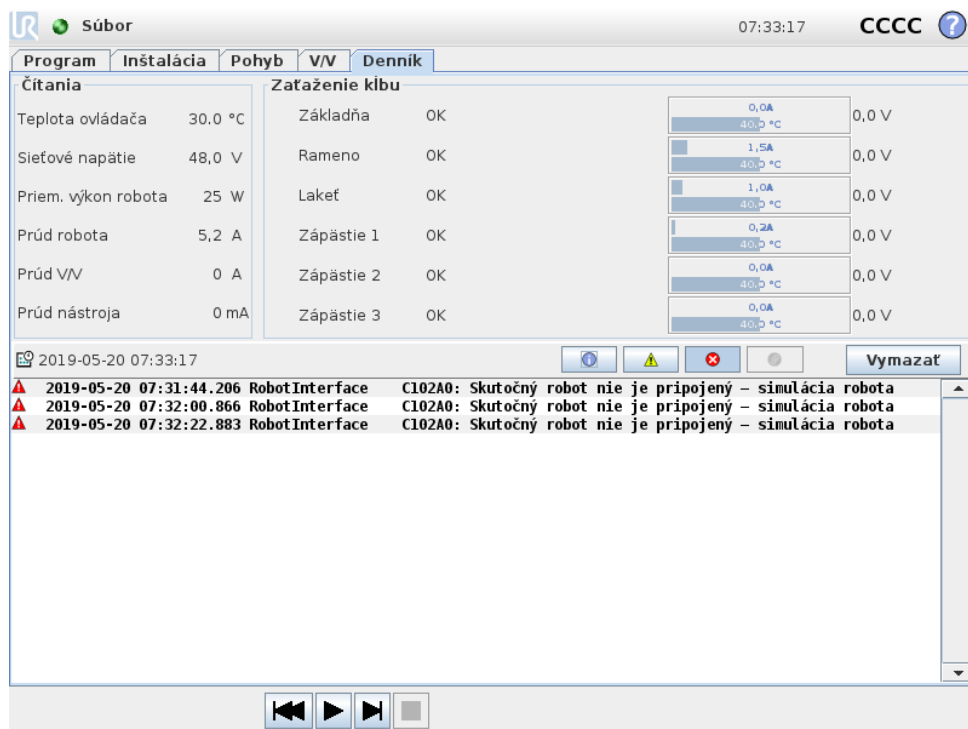 UR Súbor 07:33:17 CCCC ?
Program Inštalácia Pohyb V/V Denník
Čítania
Teplota ovládača 30.0 °C
Sieťové napätie 48,0 V
Priem. výkon robota 25 W
Prúd robota 5,2 A
Prúd V/V 0 A
Prúd nástroja 0 mA
Zaťaženie kĺbu
Základňa OK 0,0A 40.0 °C 0,0 V
Rameno OK 1,5A 40.0 °C 0,0 V
Lakeť OK 1,0A 40.0 °C 0,0 V
Zápästie 1 OK 0,2A 40.0 °C 0,0 V
Zápästie 2 OK 0,0A 40.0 °C 0,0 V
Zápästie 3 OK 0,0A 40.0 °C 0,0 V
2019-05-20 07:33:17 Vymazať
2019-05-20 07:31:44.206 RobotInterface C102A0: Skutočný robot nie je pripojený – simulácia robota
2019-05-20 07:32:00.866 RobotInterface C102A0: Skutočný robot nie je pripojený – simulácia robota
2019-05-20 07:32:22.883 RobotInterface C102A0: Skutočný robot nie je pripojený – simulácia robota